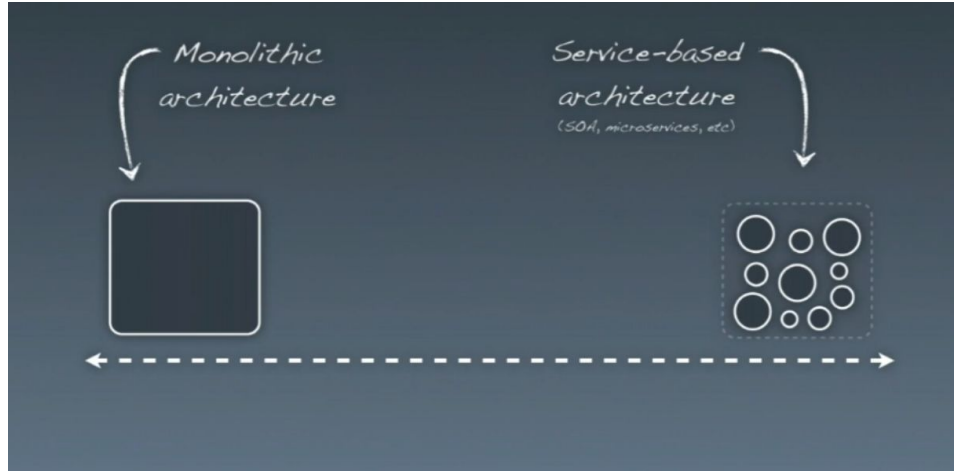 Monolithic
architecture
Service-based
architecture
(SOA, microservices, etc)